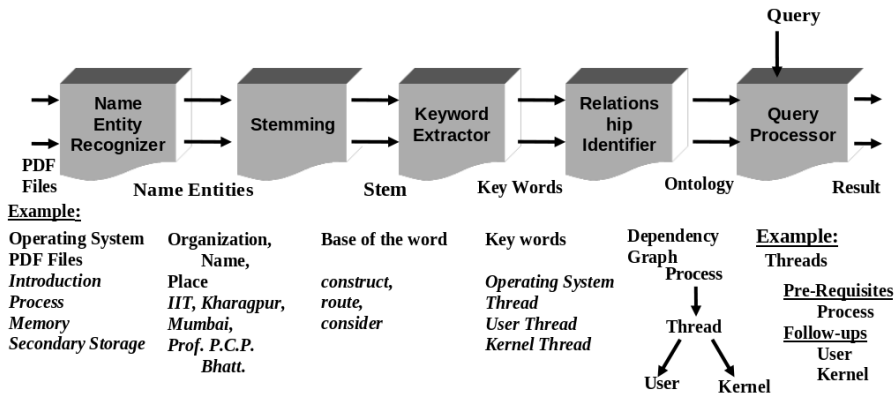 Query
Name
Entity
Recognizer
Stemming
Keyword
Extractor
Relations
hip
Identifier
Query
Processor
PDF
Files
Name Entities
Stem
Key Words
Ontology
Result
Example:
Operating System
PDF Files
Introduction
Process
Memory
Secondary Storage
Organization,
Name,
Place
IIT, Kharagpur,
Mumbai,
Prof. P.C.P.
Bhatt.
Base of the word
construct,
route,
consider
Key words
Operating System
Thread
User Thread
Kernel Thread
Dependency
Graph
Process
Thread
User
Kernel
Example:
Threads
Pre-Requisites
Process
Follow-ups
User
Kernel